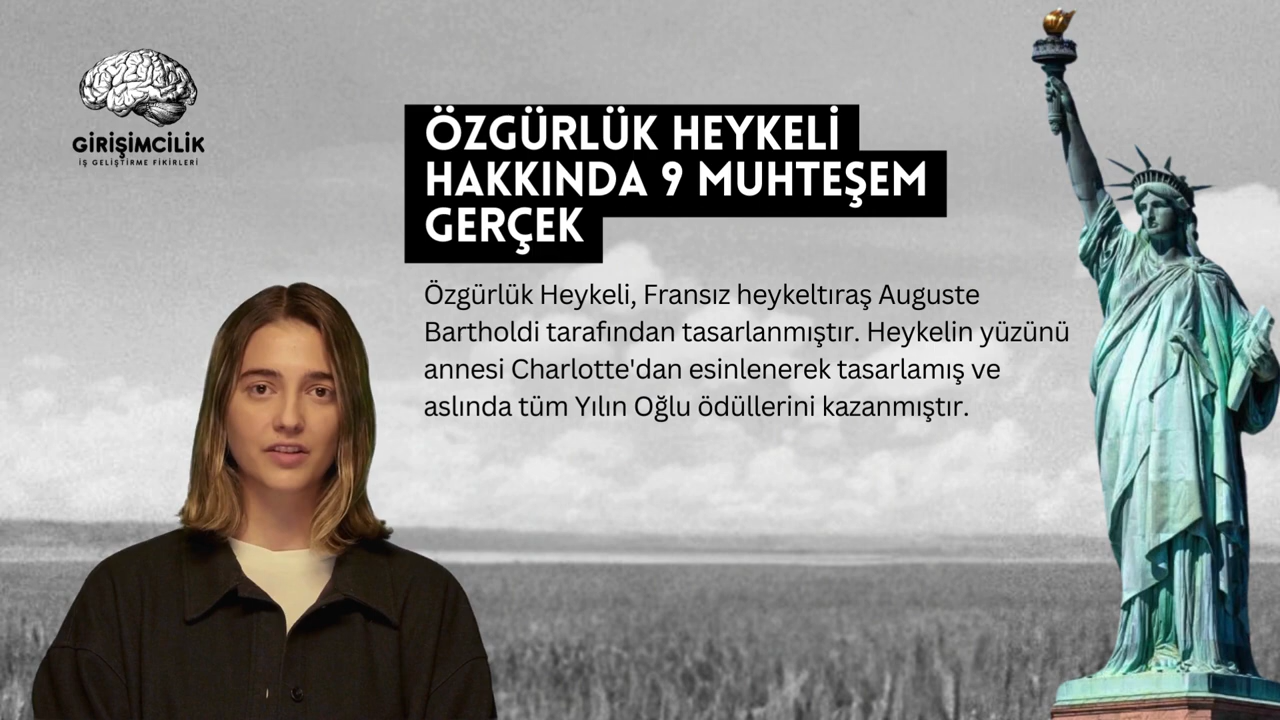 GİRİŞİMCİLİK
İŞ GELİŞTİRME FİKİRLERİ
ÖZGÜRLÜK HEYKELİ
HAKKINDA 9 MUHTEŞEM
GERÇEK
Özgürlük Heykeli, Fransız heykeltıraş Auguste
Bartholdi tarafından tasarlanmıştır. Heykelin yüzünü
annesi Charlotte'dan esinlenerek tasarlamış ve
aslında tüm Yılın Oğlu ödüllerini kazanmıştır.